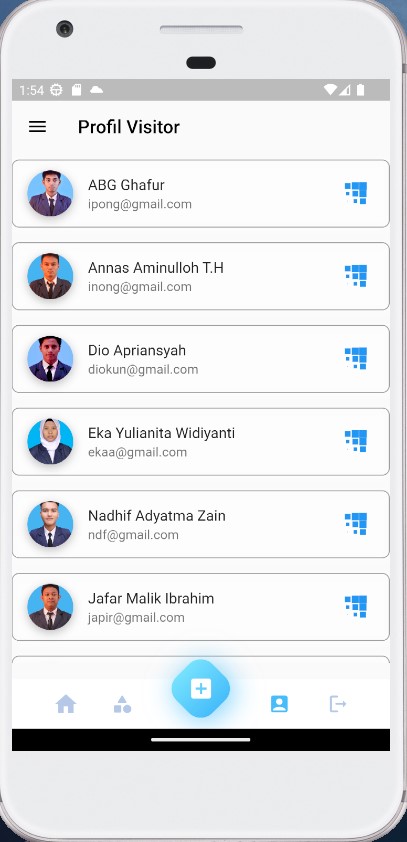 1:54
Profil Visitor
ABG Ghafur
ipong@gmail.com
Annas Aminulloh T.H
inong@gmail.com
Dio Apriansyah
diokun@gmail.com
Eka Yulianita Widiyanti
ekaa@gmail.com
Nadhif Adyatma Zain
ndf@gmail.com
Jafar Malik Ibrahim
japir@gmail.com